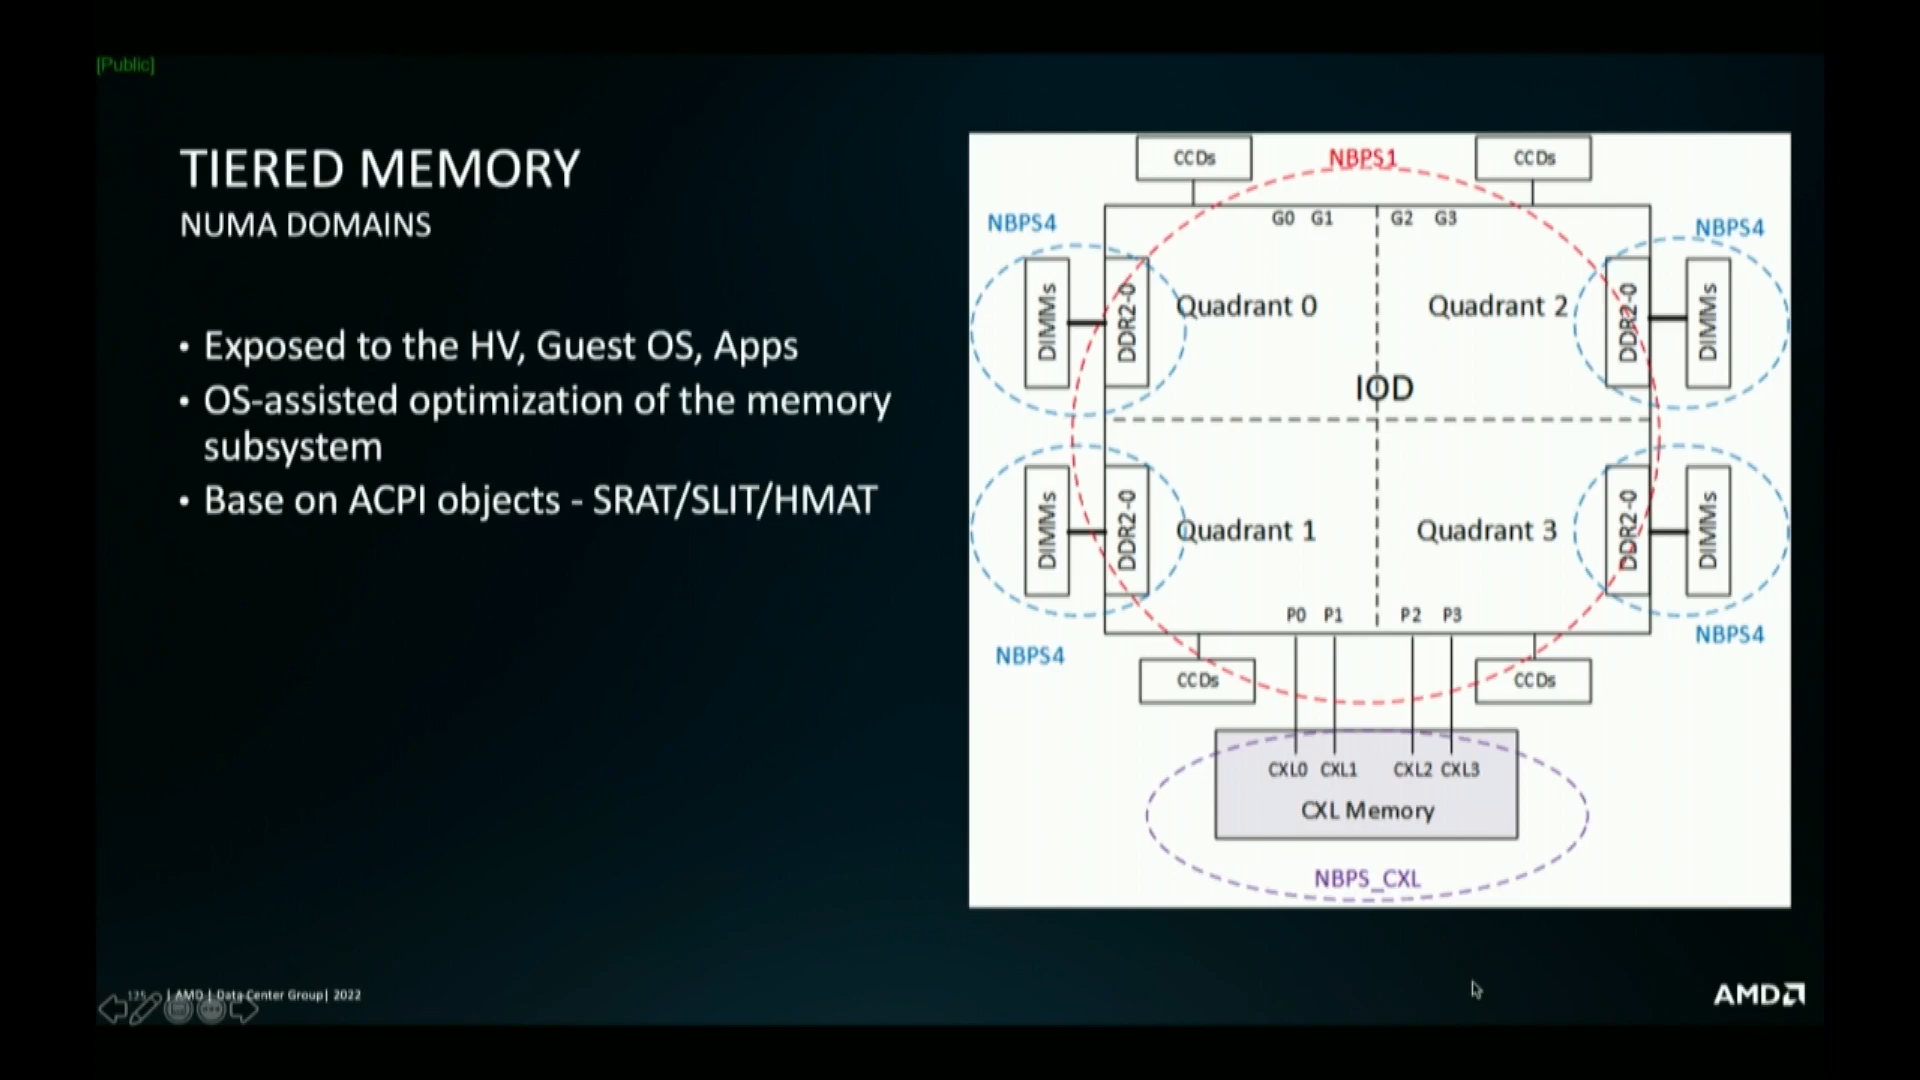 [Public]
TIERED MEMORY
NUMA DOMAINS
• Exposed to the HV, Guest OS, Apps
• OS-assisted optimization of the memory
subsystem
• Base on ACPI objects - SRAT/SLIT/HMAT
CCDs
NBPS1
CCDs
NBPS4
G0 G1
G2 G3
NBPS4
DIMMs
DDR2-0
Quadrant 0
Quadrant 2
DDR2-0
DIMMs
IOD
DIMMs
DDR2-0
Quadrant 1
Quadrant 3
DDR2-0
DIMMs
P0 P1
P2 P3
NBPS4
NBPS4
CCDs
CCDs
CXL0 CXL1
CXL2 CXL3
CXL Memory
NBPS_CXL
| AMD | Data Center Group| 2022
AMD